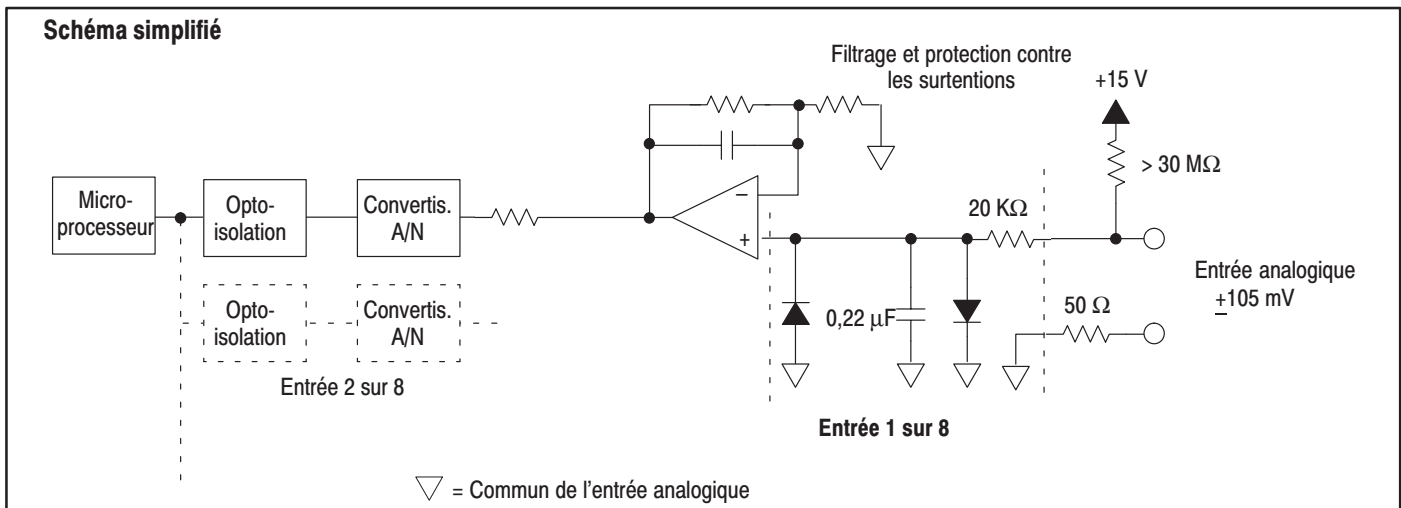 Schéma simplifié
Filtrage et protection contre
les surtentions
+15 V
> 30 MΩ
Micro-
processeur
Opto-
isolation
Convertis.
A/N
−
+
20 KΩ
Entrée analogique
+105 mV
50 Ω
0,22 µF
Opto-
isolation
Convertis.
A/N
Entrée 2 sur 8
Entrée 1 sur 8
= Commun de l'entrée analogique